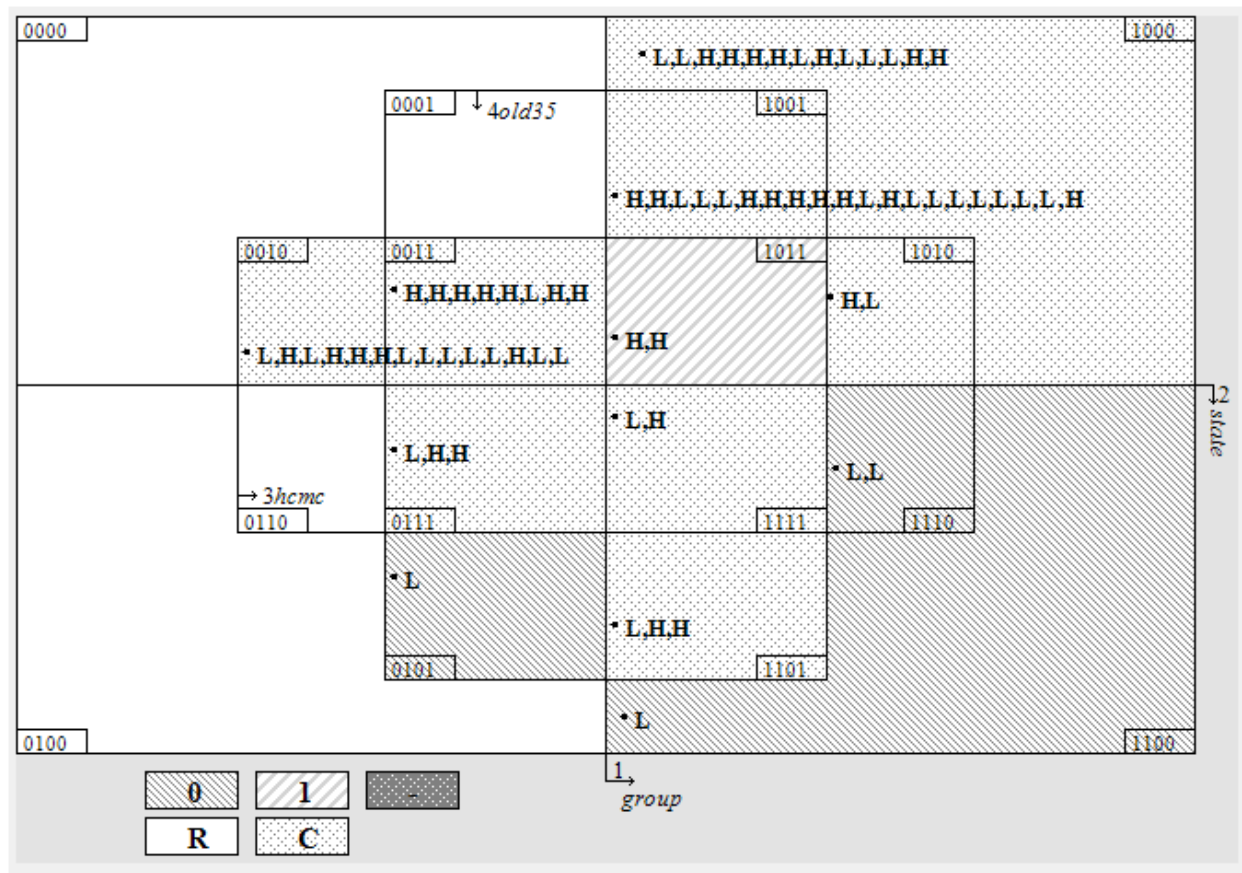 0000
1000
L,L,H,H,H,H,L,H,L,L,L,H,H
0001
4old35
1001
H,H,L,L,L,H,H,H,H,H,L,H,L,L,L,L,L,L,L,H
0010
0011
1011
1010
H,H,H,H,H,L,H,H
H,L
H,H
L,H,L,H,H,H,L,L,L,L,L,H,L,L
2
state
L,H
L,H,H
L,L
3hcmc
0110
0111
1111
1110
L
L,H,H
0101
1101
L
0100
1100
1
group
0 1 -
R C